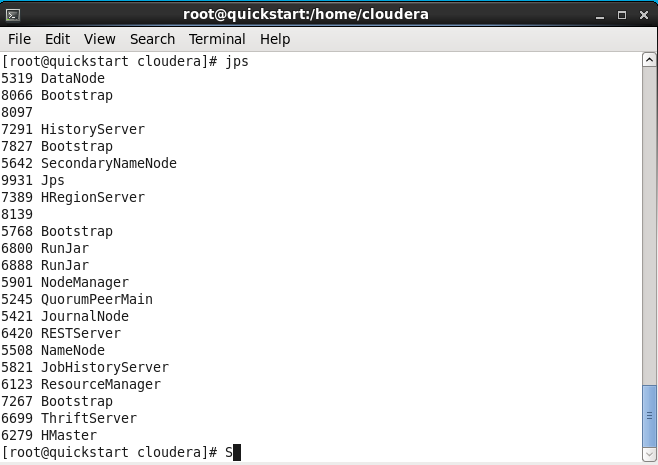 root@quickstart:/home/cloudera
File Edit View Search Terminal Help
[root@quickstart cloudera]# jps
5319 DataNode
8066 Bootstrap
8097
7291 HistoryServer
7827 Bootstrap
5642 SecondaryNameNode
9931 Jps
7389 HRegionServer
8139
5768 Bootstrap
6800 RunJar
6888 RunJar
5901 NodeManager
5245 QuorumPeerMain
5421 JournalNode
6420 RESTServer
5508 NameNode
5821 JobHistoryServer
6123 ResourceManager
7267 Bootstrap
6699 ThriftServer
6279 HMaster
[root@quickstart cloudera]# S